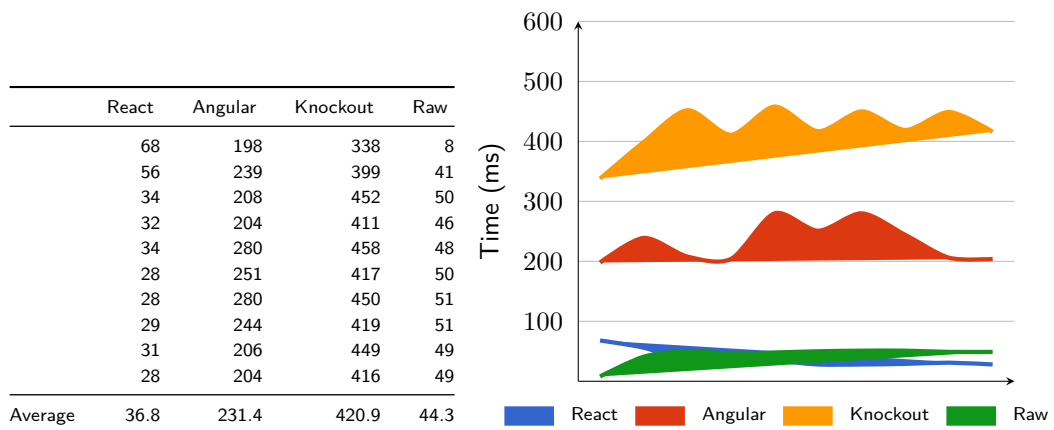 React Angular Knockout Raw
68 198 338 8
56 239 399 41
34 208 452 50
32 204 411 46
34 280 458 48
28 251 417 50
28 280 450 51
29 244 419 51
31 206 449 49
28 204 416 49
Average 36.8 231.4 420.9 44.3
Time (ms)
600
500
400
300
200
100
React Angular Knockout Raw